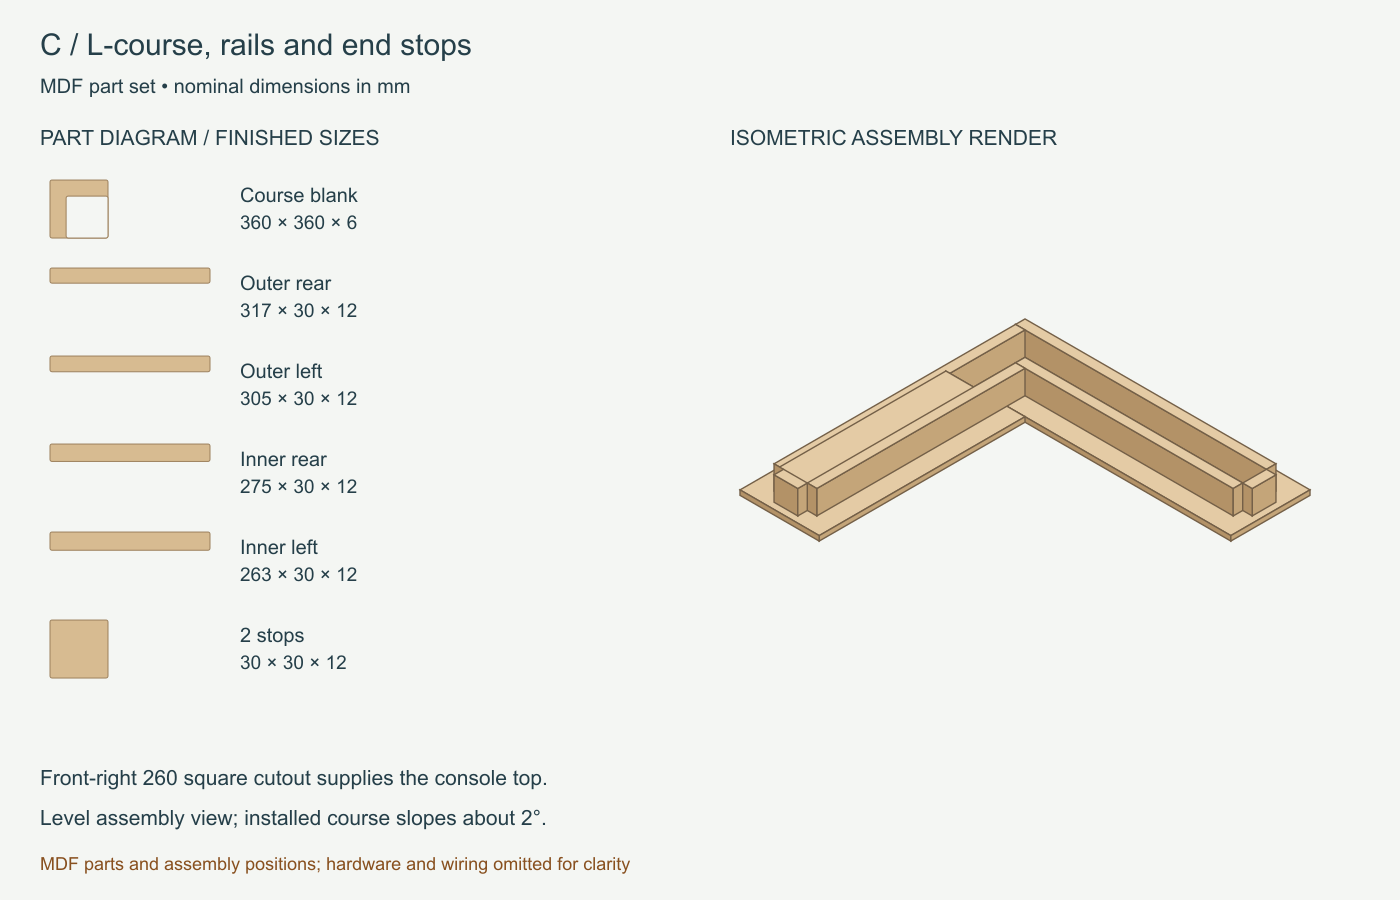 C / L-course, rails and end stops
MDF part set • nominal dimensions in mm
PART DIAGRAM / FINISHED SIZES
ISOMETRIC ASSEMBLY RENDER
Course blank
360 × 360 × 6
Outer rear
317 × 30 × 12
Outer left
305 × 30 × 12
Inner rear
275 × 30 × 12
Inner left
263 × 30 × 12
2 stops
30 × 30 × 12
Front-right 260 square cutout supplies the console top.
Level assembly view; installed course slopes about 2°.
MDF parts and assembly positions; hardware and wiring omitted for clarity